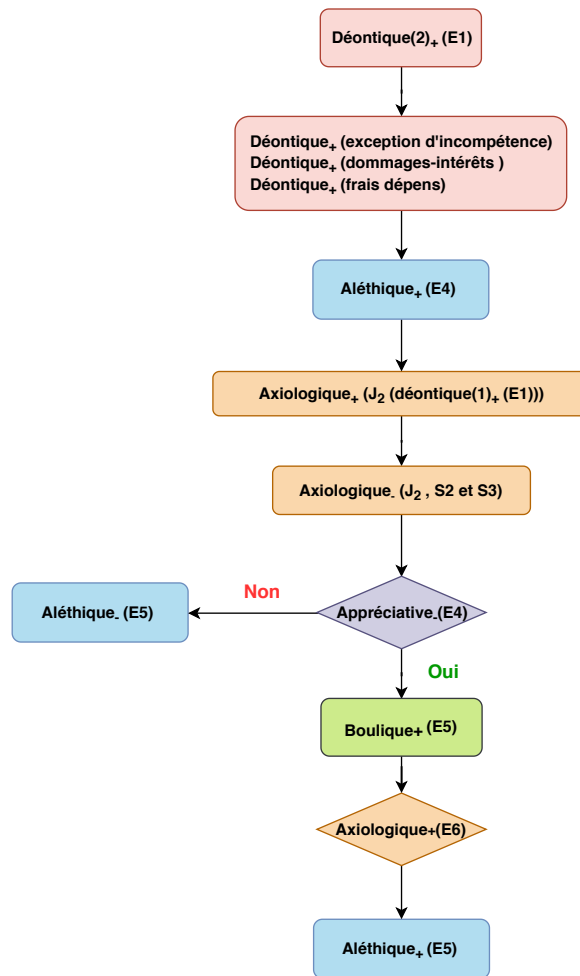 Déontique(2)₊ (E1)
Déontique₊ (exception d'incompétence)
Déontique₊ (dommages-intérêts )
Déontique₊ (frais dépens)
Aléthique₊ (E4)
Axiologique₊ (J₂ (déontique(1)₊ (E1)))
Axiologique₋ (J₂ , S2 et S3)
Non
Aléthique₋ (E5)
Appréciative₋(E4)
Oui
Boulique+ (E5)
Axiologique+(E6)
Aléthique₊ (E5)